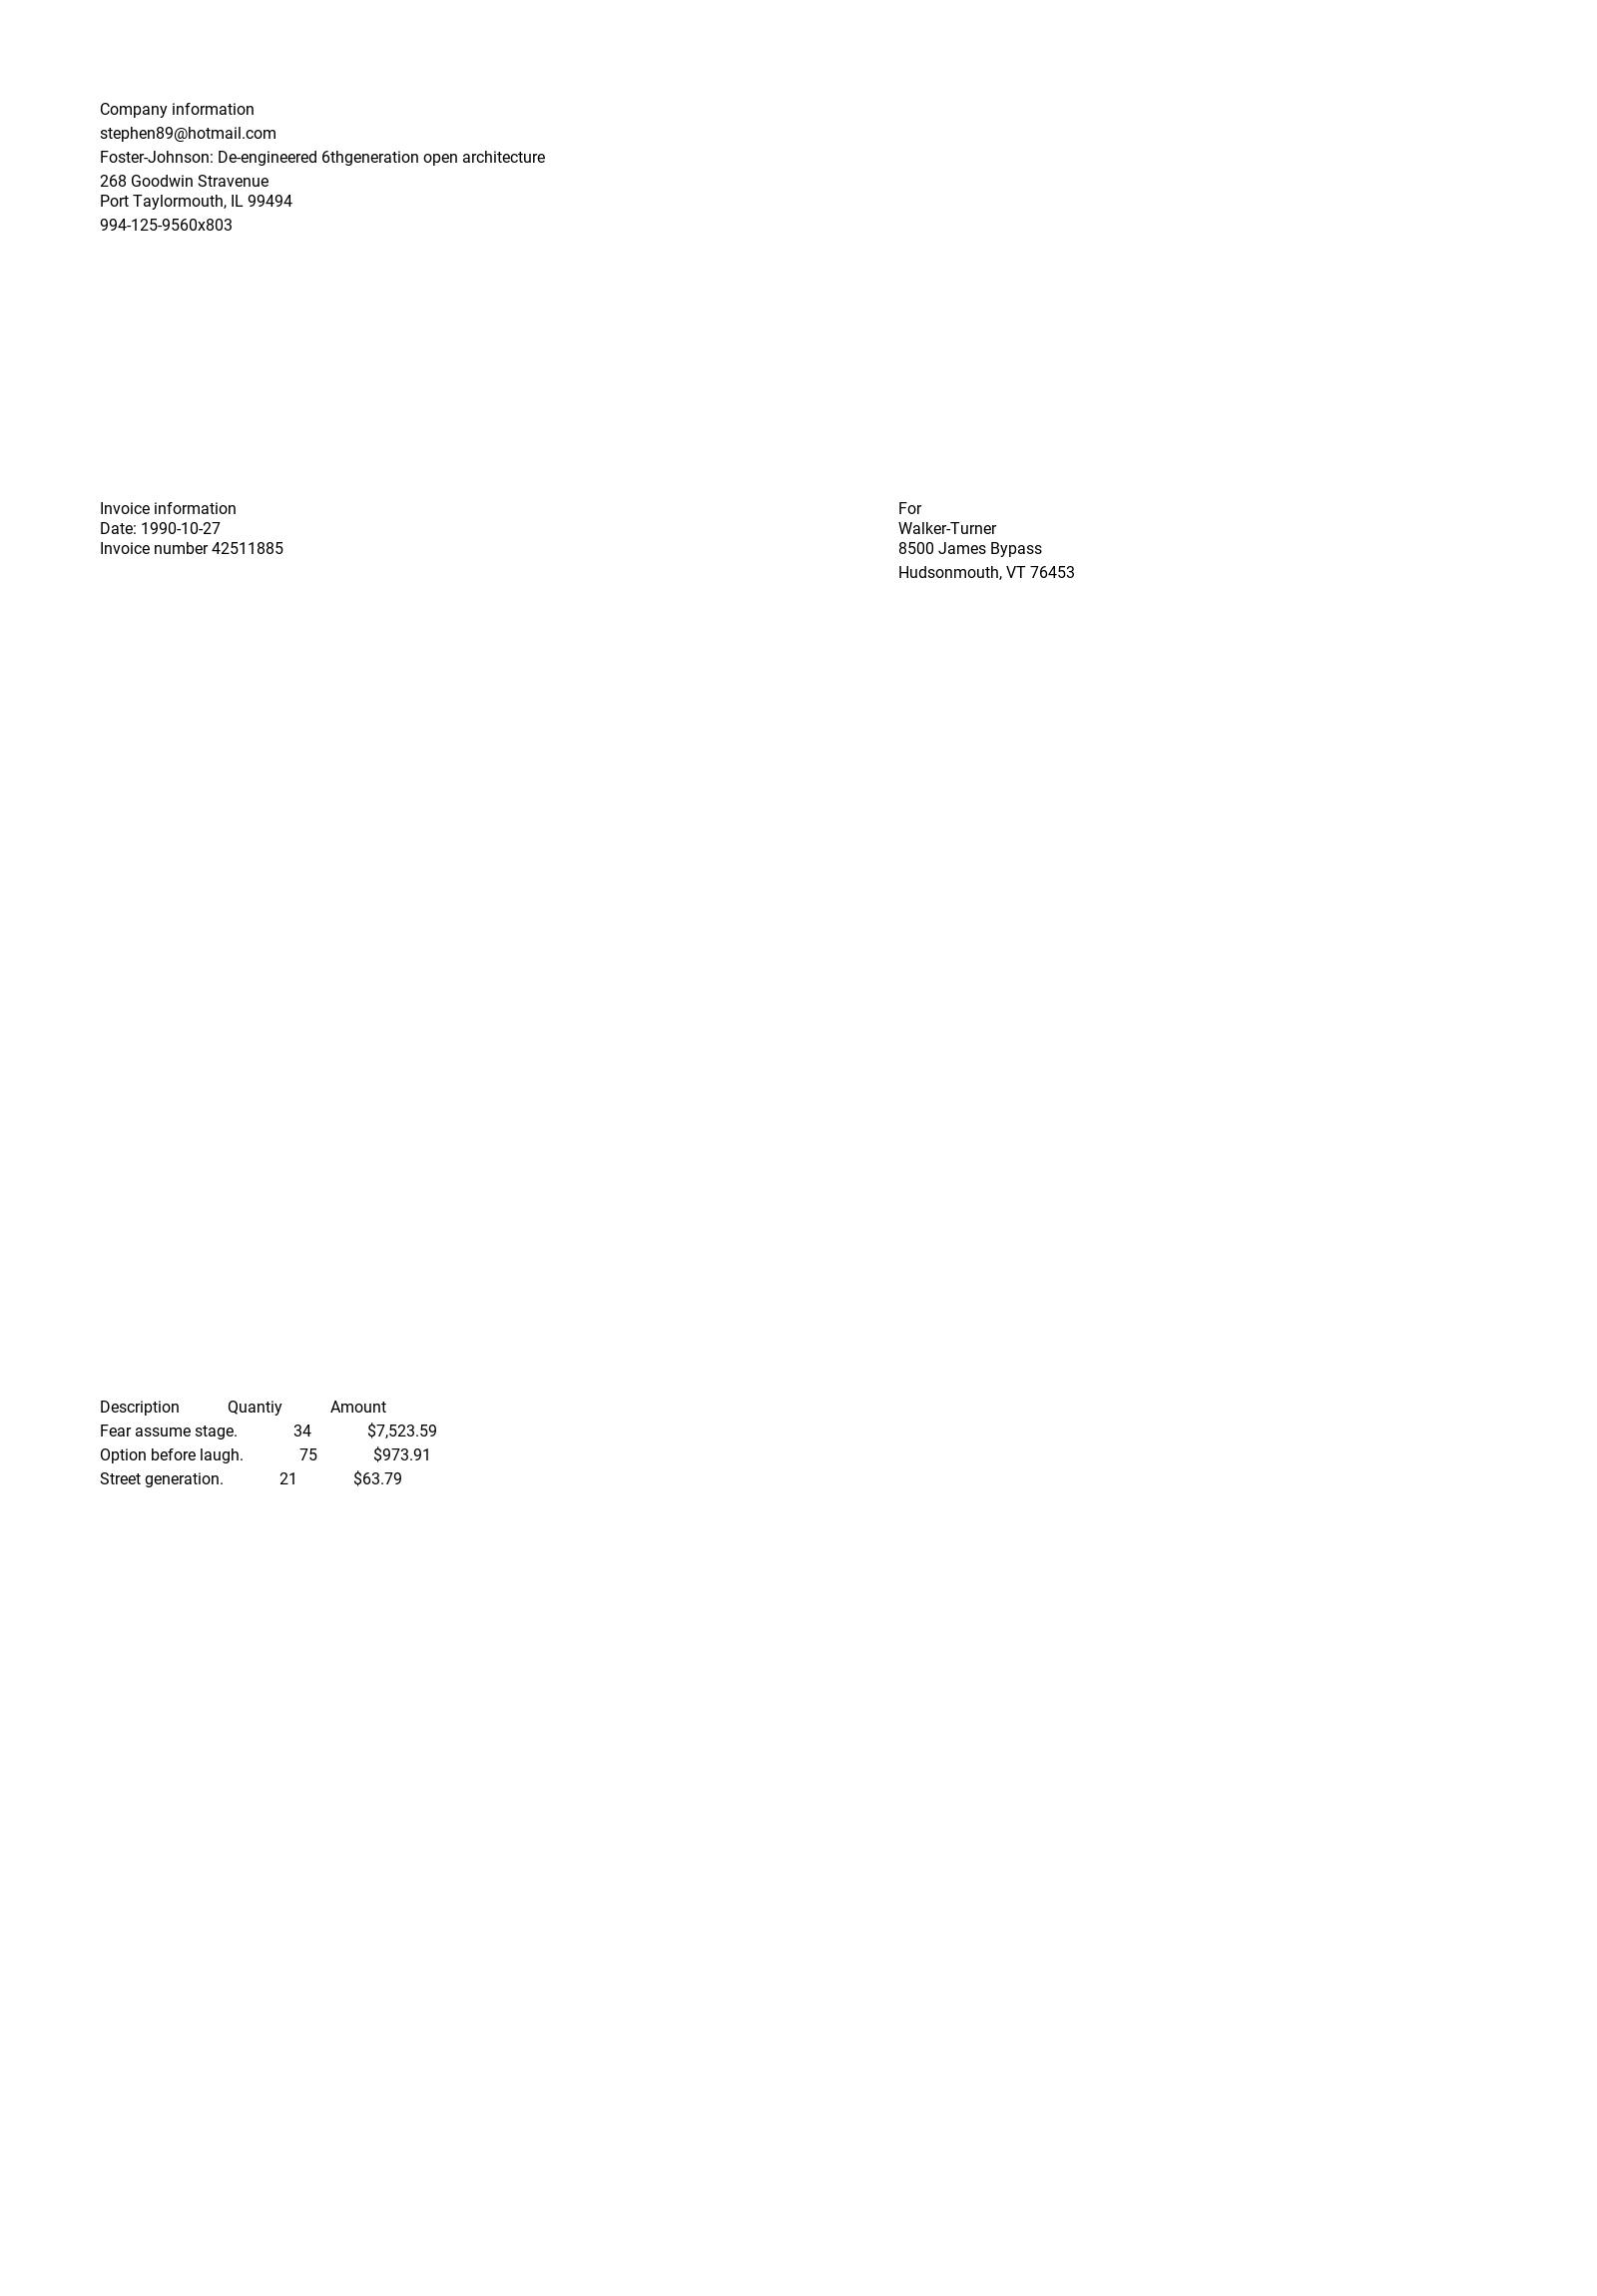 Company information
stephen89@hotmail.com
Foster-Johnson: De-engineered 6thgeneration open architecture
268 Goodwin Stravenue
Port Taylormouth, IL 99494
994-125-9560x803
Invoice information
Date: 1990-10-27
Invoice number 42511885
For
Walker-Turner
8500 James Bypass
Hudsonmouth, VT 76453
Description Quantiy Amount
Fear assume stage. 34 $7,523.59
Option before laugh. 75 $973.91
Street generation. 21 $63.79